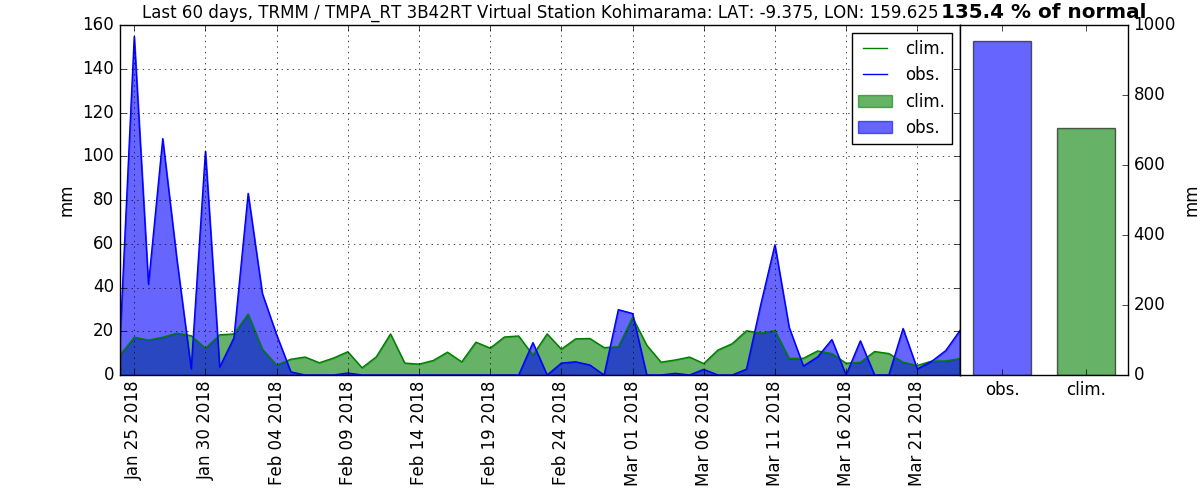 Last 60 days, TRMM / TMPA_RT 3B42RT Virtual Station Kohimarama: LAT: -9.375, LON: 159.625
135.4 % of normal
160
140
120
100
80
60
40
20
0
mm
clim.
obs.
clim.
obs.
Jan 25 2018
Jan 30 2018
Feb 04 2018
Feb 09 2018
Feb 14 2018
Feb 19 2018
Feb 24 2018
Mar 01 2018
Mar 06 2018
Mar 11 2018
Mar 16 2018
Mar 21 2018
1000
800
600
400
200
0
mm
obs.
clim.